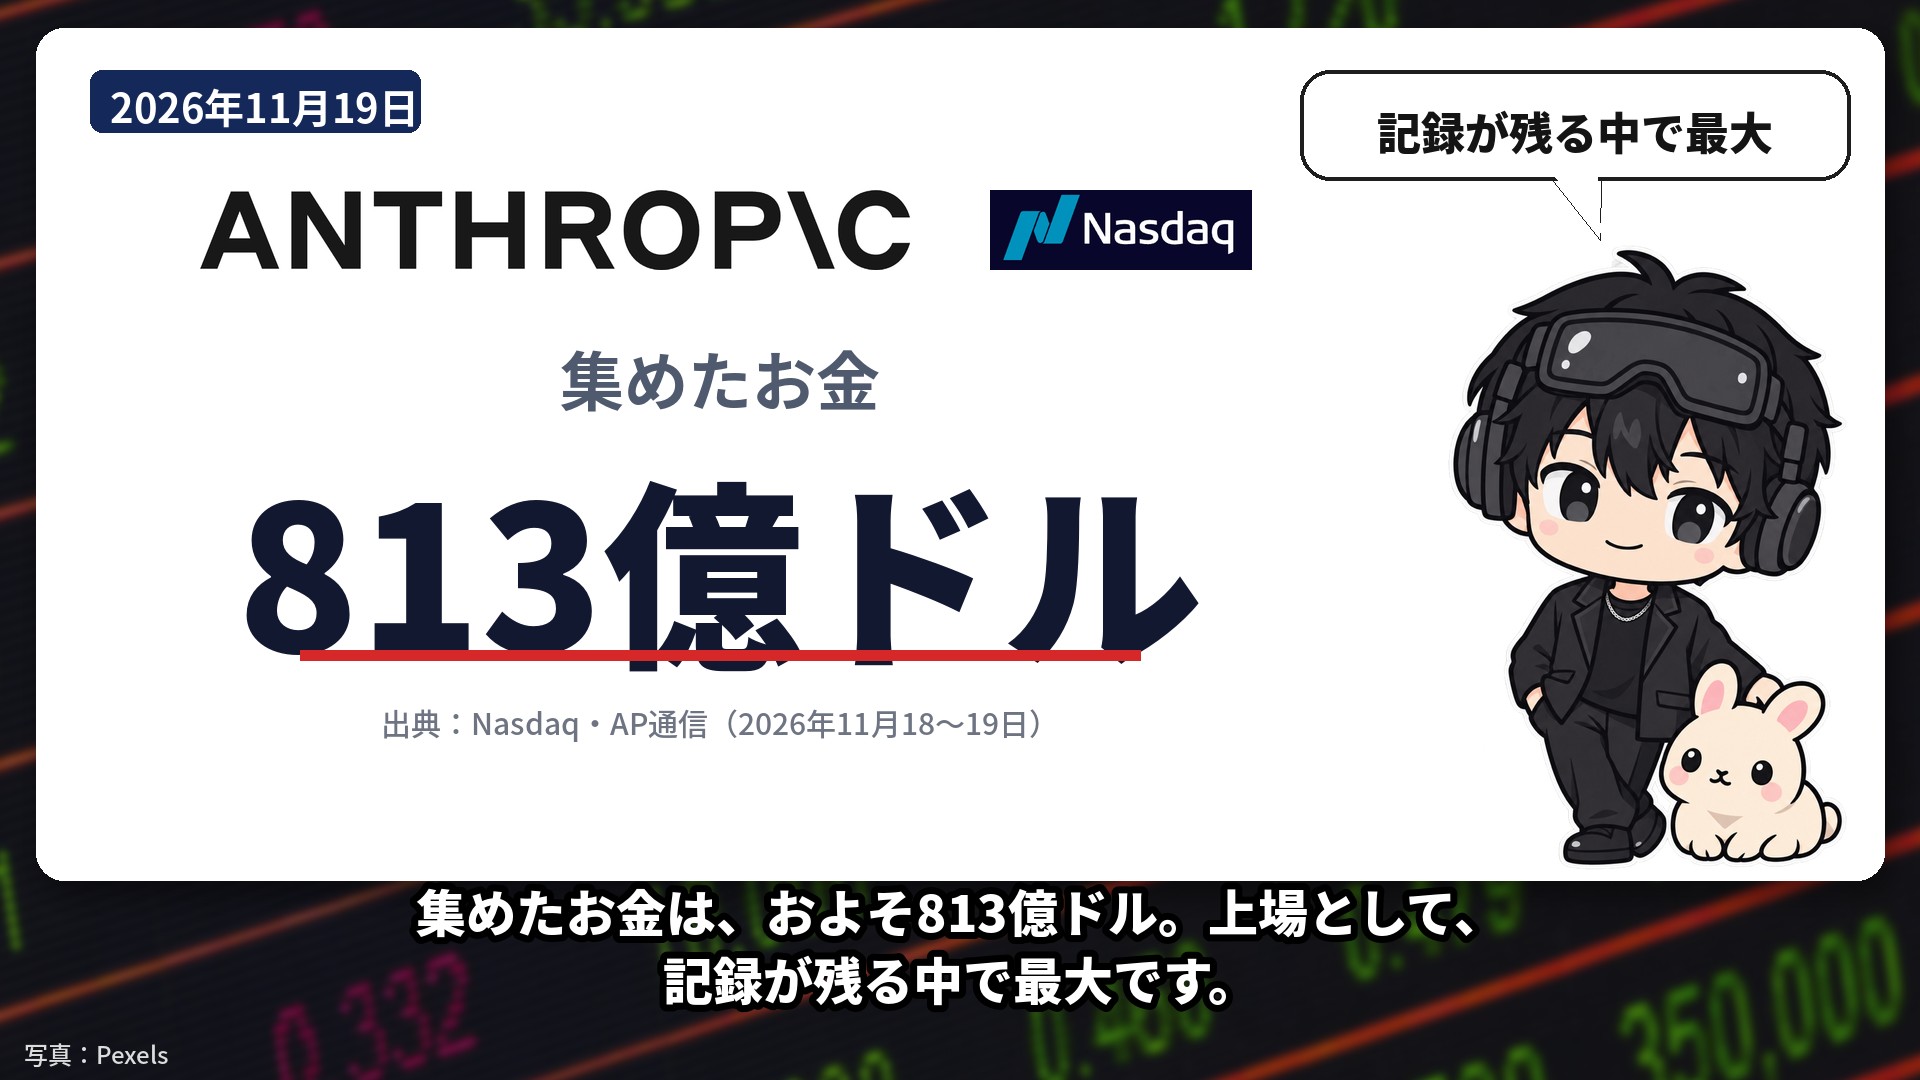 2026年11月19日
記録が残る中で最大
ANTHROP\C
Nasdaq
集めたお金
813億ドル
出典：Nasdaq・AP通信（2026年11月18～19日）
集めたお金は、およそ813億ドル。上場として、
記録が残る中で最大です。
0.332
350,000
写真：Pexels